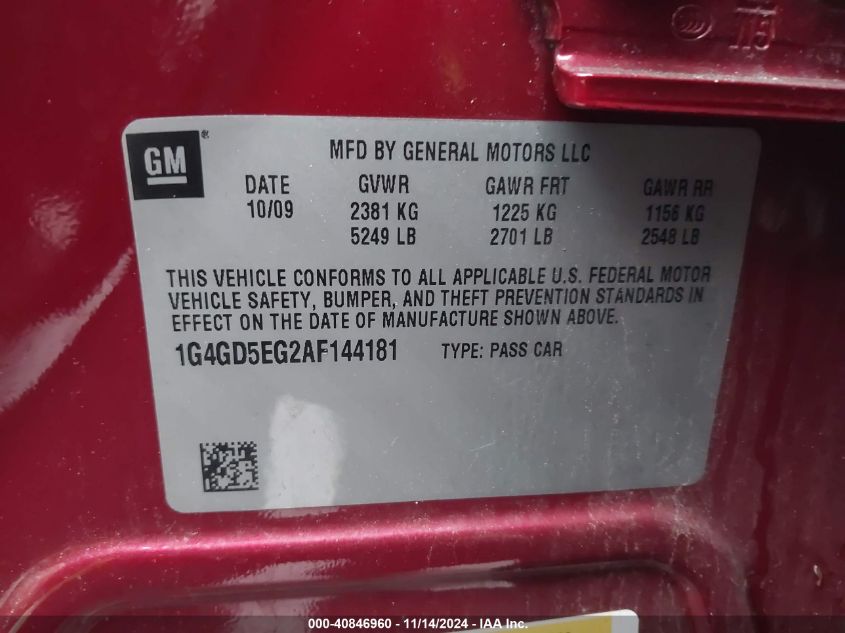 GM®
MFD BY GENERAL MOTORS LLC
DATE GVWR GAWR FRT GAWR RR
10/09 2381 KG 1225 KG 1156 KG
5249 LB 2701 LB 2548 LB
THIS VEHICLE CONFORMS TO ALL APPLICABLE U.S. FEDERAL MOTOR
VEHICLE SAFETY, BUMPER, AND THEFT PREVENTION STANDARDS IN
EFFECT ON THE DATE OF MANUFACTURE SHOWN ABOVE.
1G4GD5EG2AF144181 TYPE: PASS CAR
000-40846960 — 11/14/2024 - IAA Inc.